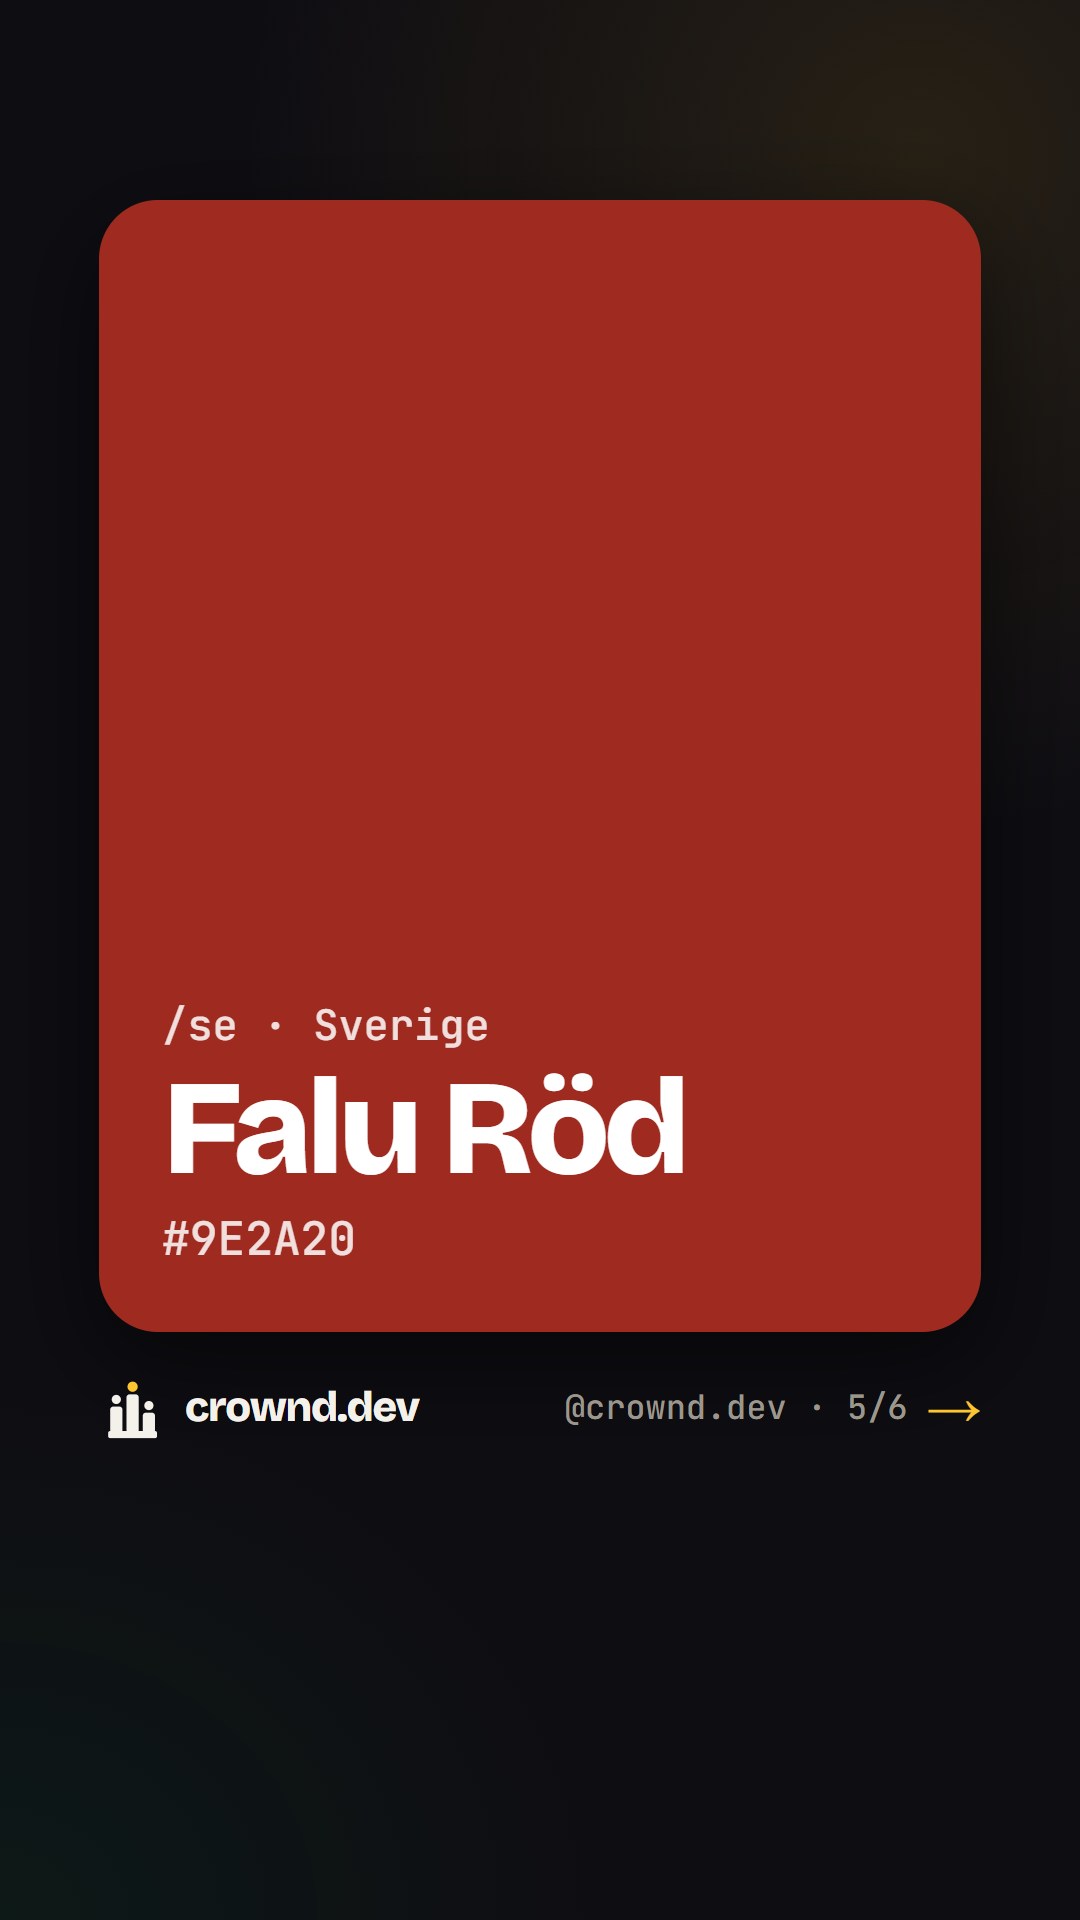 /se · Sverige
Falu Röd
#9E2A20
crownd.dev
@crownd.dev · 5/6 →